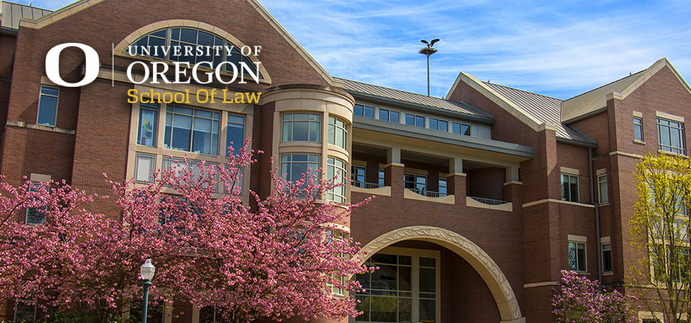 O
UNIVERSITY OF
OREGON
School Of Law